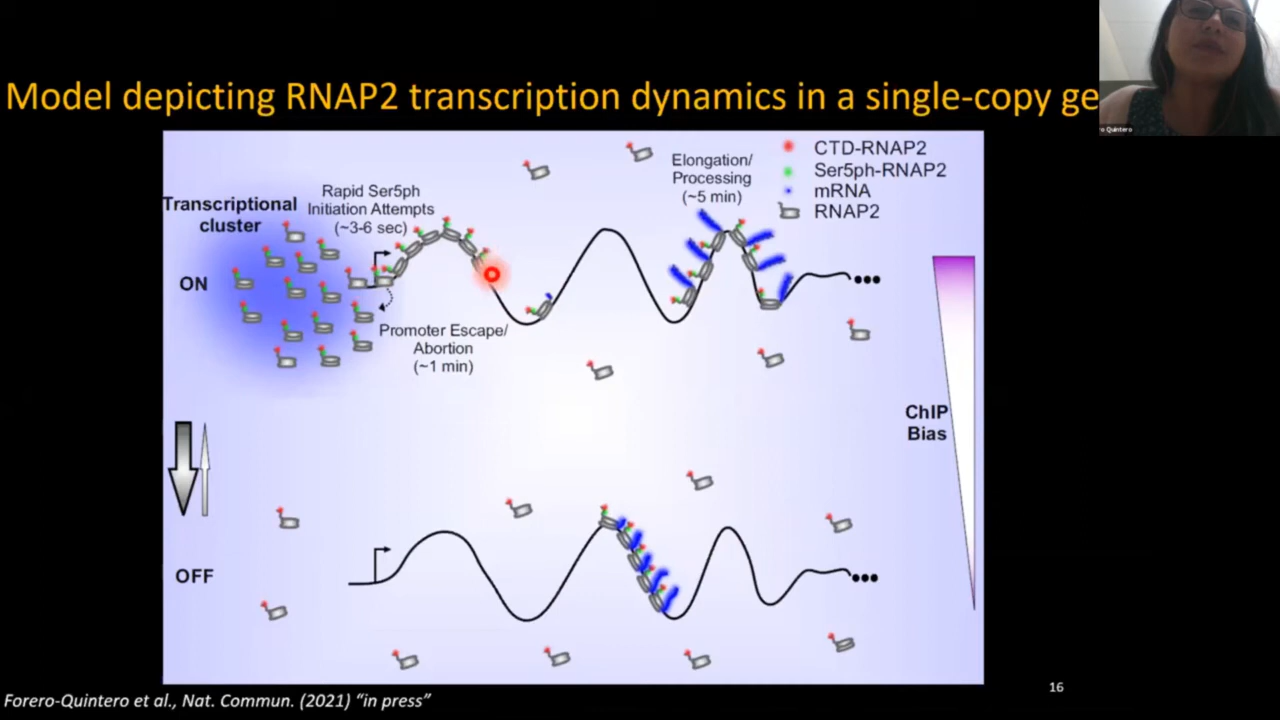 Model depicting RNAP2 transcription dynamics in a single-copy ge
o Quintero
Transcriptional
cluster
Rapid Ser5ph
Initiation Attempts
(~3-6 sec)
Elongation/
Processing
(~5 min)
CTD-RNAP2
Ser5ph-RNAP2
mRNA
RNAP2
ON
Promoter Escape/
Abortion
(~1 min)
ChIP
Bias
OFF
16
Forero-Quintero et al., Nat. Commun. (2021) “in press”